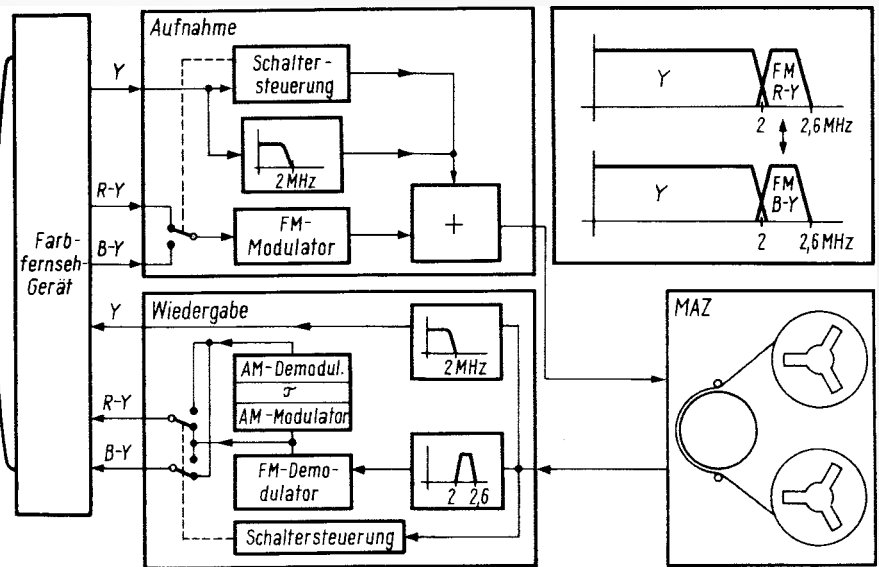 Farb-
fernseh-
Gerät
Y
R-Y
B-Y
Y
R-Y
B-Y
Aufnahme
Schalter-
steuerung
2 MHz
FM-
Modulator
+
Wiedergabe
2 MHz
AM-Demodul.
τ
AM-Modulator
FM-Demo-
dulator
2 2,6
Schaltersteuerung
Y
FM
R-Y
2 2,6 MHz
Y
FM
B-Y
2 2,6 MHz
MAZ